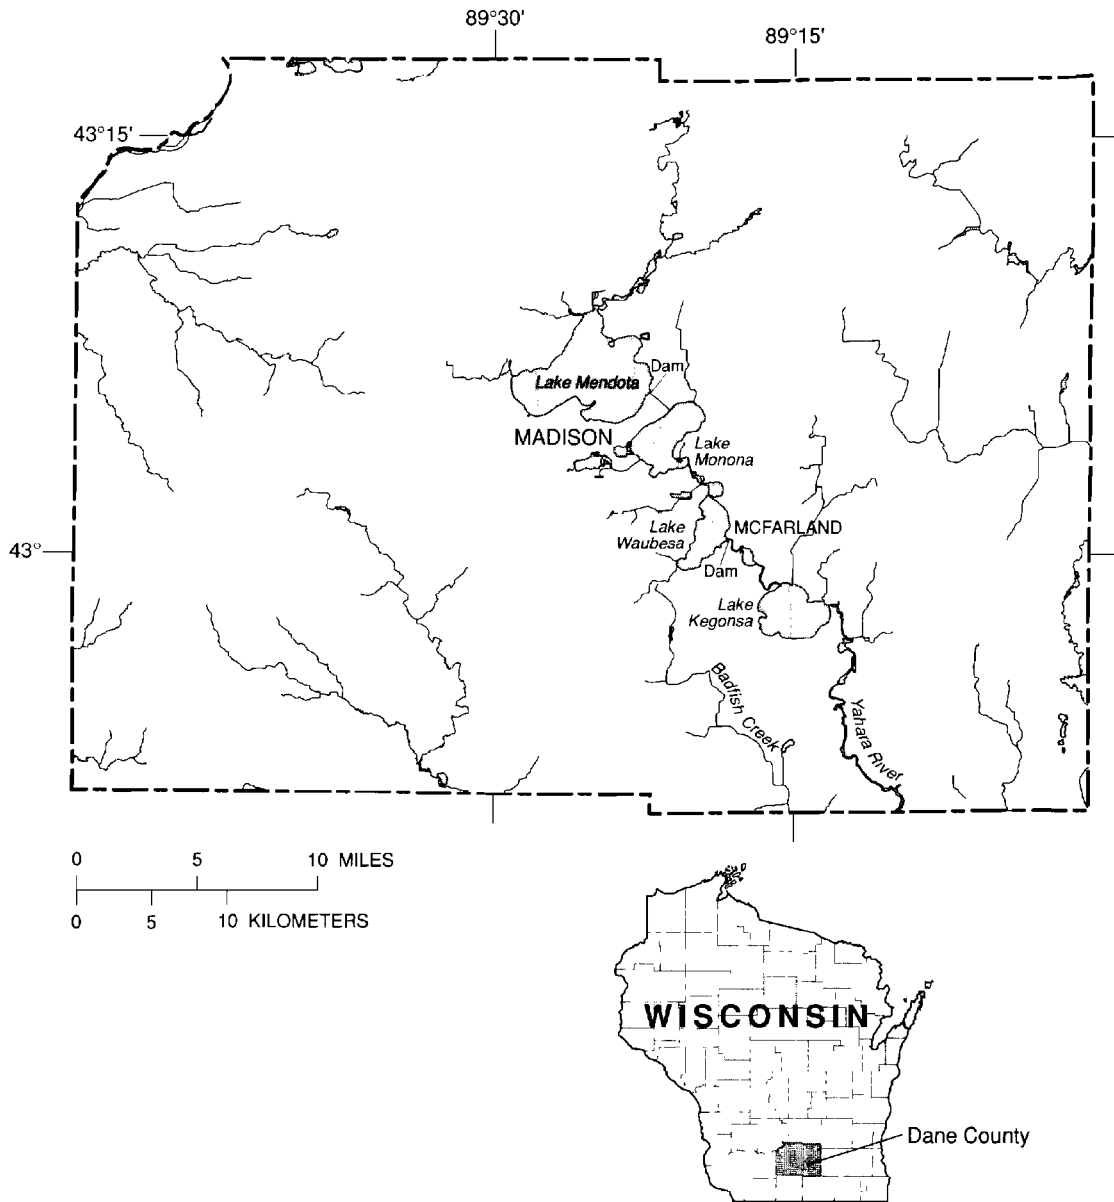 89°30'
89°15'
43°15'
Dam
Lake Mendota
MADISON
Lake
Monona
Lake
Waubesa
MCFARLAND
43°
Dam
Lake
Kegonsa
Badfish Creek
Yahara River
0 5 10 MILES
0 5 10 KILOMETERS
WISCONSIN
Dane County